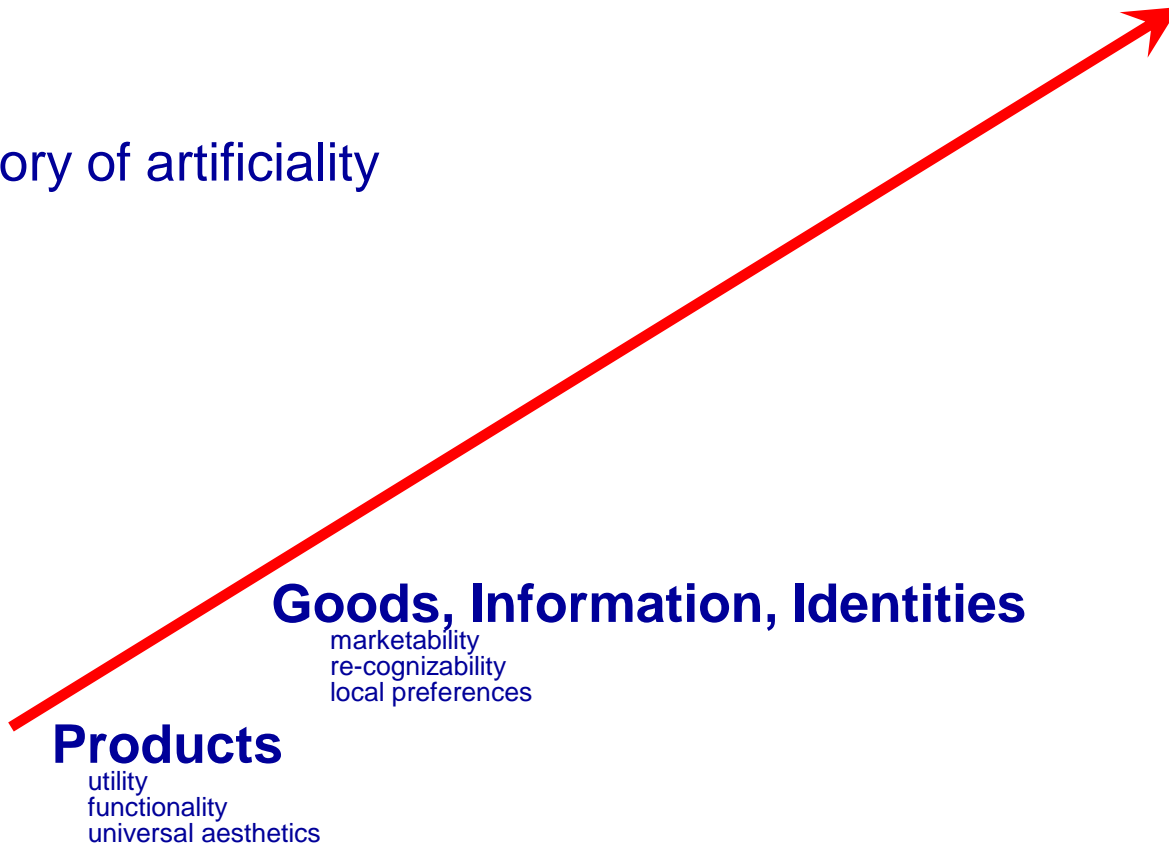 ory of artificiality
Goods, Information, Identities
marketability
re-cognizability
local preferences
Products
utility
functionality
universal aesthetics